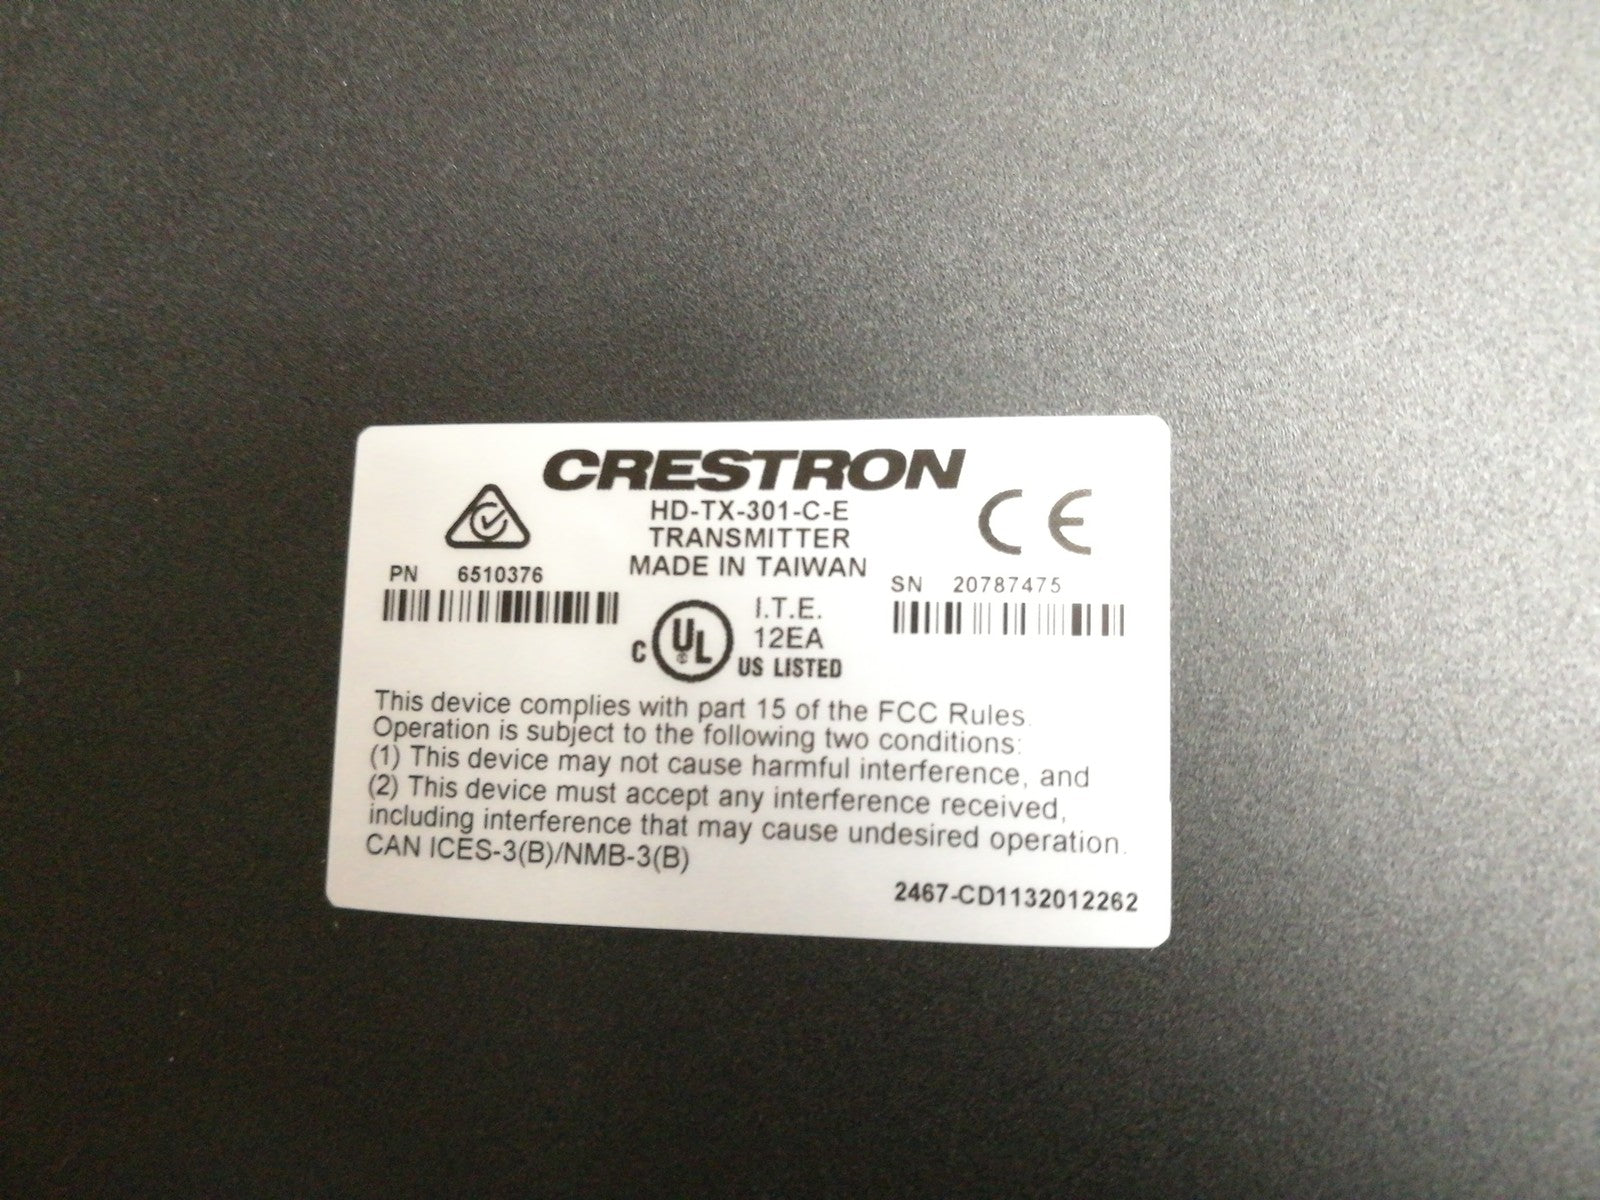 CRESTRON
HD-TX-301-C-E
TRANSMITTER
MADE IN TAIWAN
CE
PN 6510376
SN 20787475
C UL ® US LISTED
I.T.E.
12EA
This device complies with part 15 of the FCC Rules.
Operation is subject to the following two conditions:
(1) This device may not cause harmful interference, and
(2) This device must accept any interference received,
including interference that may cause undesired operation.
CAN ICES-3(B)/NMB-3(B)
2467-CD1132012262